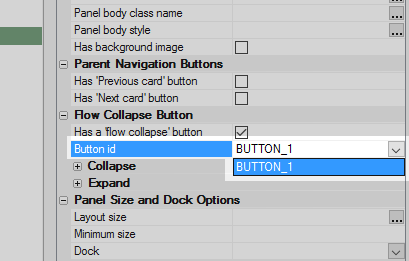 Panel body class name ...
Panel body style ...
Has background image
Parent Navigation Buttons
Has 'Previous card' button
Has 'Next card' button
Flow Collapse Button
Has a 'flow collapse' button
Button id BUTTON_1
Collapse BUTTON_1
Expand
Panel Size and Dock Options
Layout size ...
Minimum size
Dock